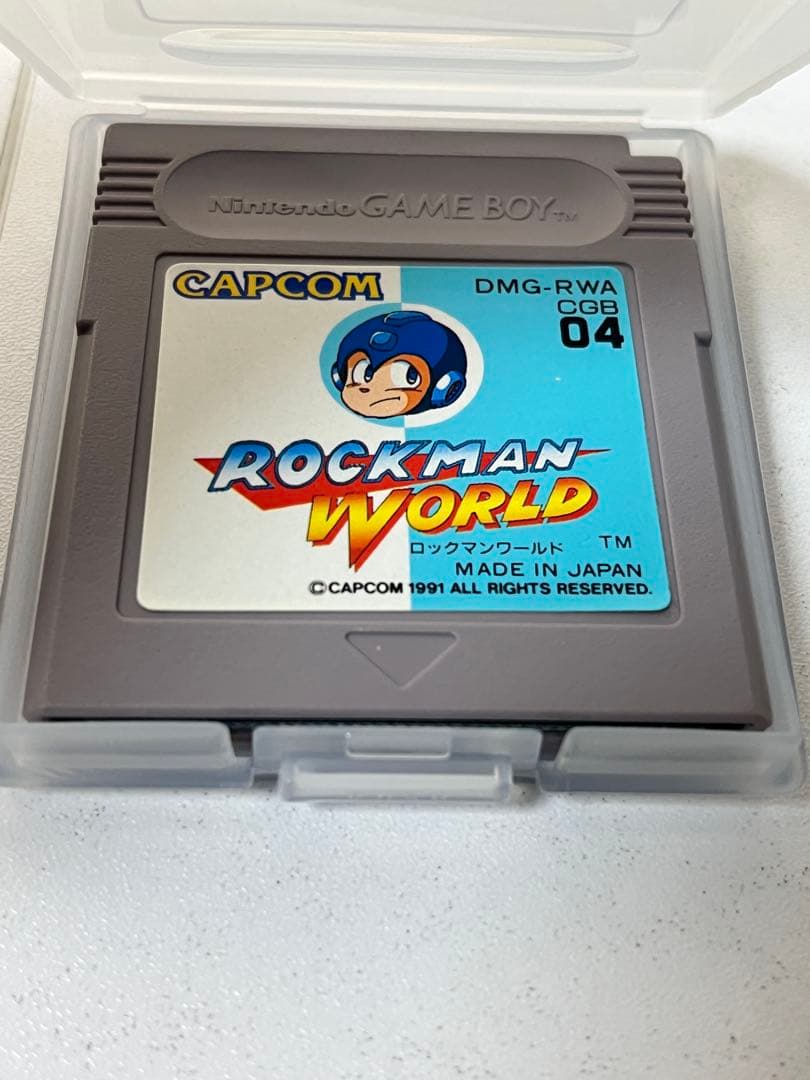 Nintendo GAME BOY™
CAPCOM
DMG-RWA
CGB
04
ROCKMAN
WORLD
ロックマンワールド TM
MADE IN JAPAN
©CAPCOM 1991 ALL RIGHTS RESERVED.